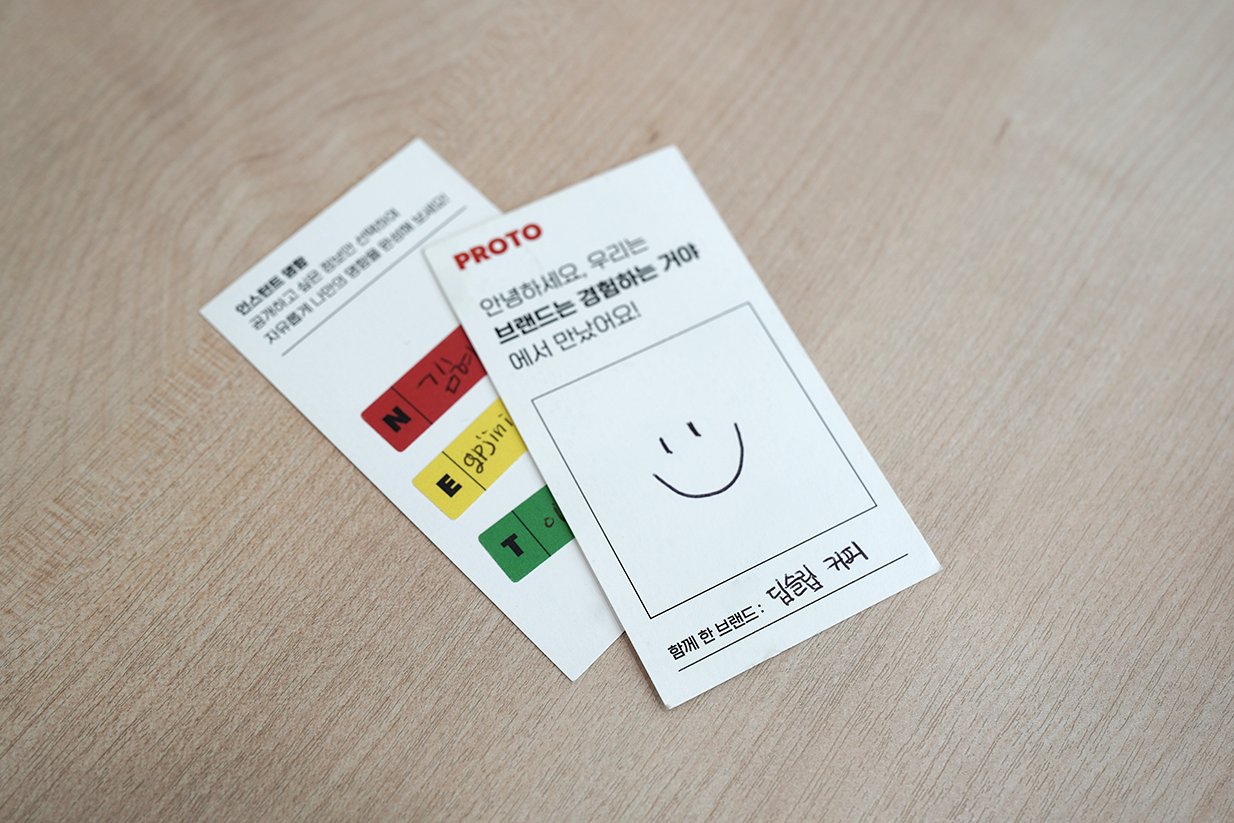 인스턴트 명함
공개하고 싶은 정보만 선택하여
자유롭게 나만의 명함을 완성해 보세요!
N
E gpjini
T
PROTO
안녕하세요, 우리는
브랜드는 경험하는 거야
에서 만났어요!
함께 한 브랜드 : 딥슬립 커피